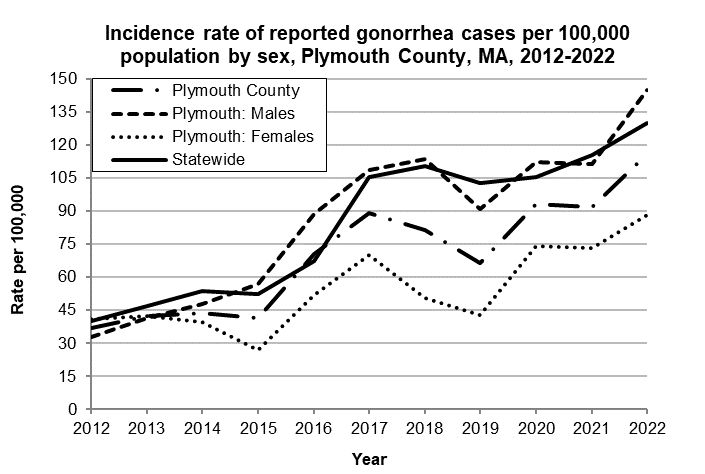 Incidence rate of reported gonorrhea cases per 100,000
population by sex, Plymouth County, MA, 2012-2022
150
135
120
105
90
75
60
45
30
15
0
Rate per 100,000
Plymouth County
Plymouth: Males
Plymouth: Females
Statewide
2012 2013 2014 2015 2016 2017 2018 2019 2020 2021 2022
Year